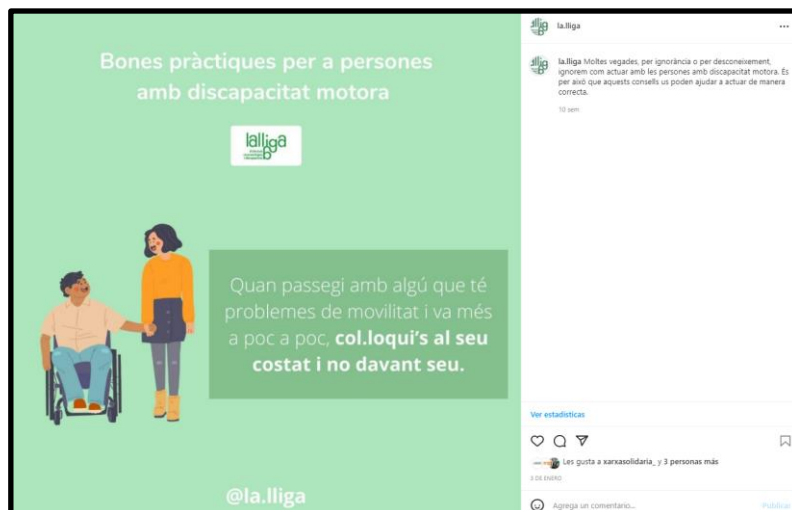 Bones pràctiques per a persones
amb discapacitat motora
lalliga
Quan passegi amb algú que té
problemes de movilitat i va més
a poc a poc, col.loqui's al seu
costat i no davant seu.
@la.lliga
la.lliga
la.lliga Moltes vegades, per ignorància o per desconeixement,
ignorem com actuar amb les persones amb discapacitat motora. És
per això que aquests consells us poden ajudar a actuar de manera
correcta.
10 sem
Ver estadísticas
Les gusta a xarxasolidaria_ y 3 personas más
3 DE ENERO
Agrega un comentario...
Publicar